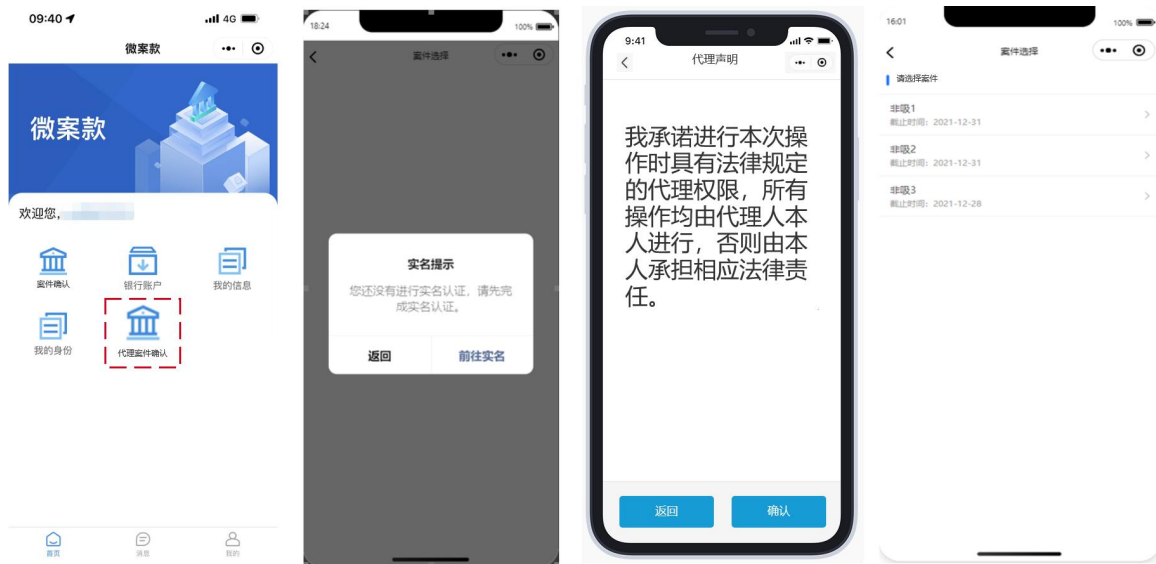 09:40
4G
微案款
微案款
欢迎您,
案件确认
银行账户
我的信息
我的身份
代理案件确认
首页
消息
我的
18:24
100%
案件选择
实名提示
您还没有进行实名认证，请先完
成实名认证。
返回
前往实名
9:41
代理声明
我承诺进行本次操
作时具有法律规定
的代理权限，所有
操作均由代理人本
人进行，否则由本
人承担相应法律责
任。
返回
确认
16:01
100%
案件选择
请选择案件
非吸1
截止时间：2021-12-31
非吸2
截止时间：2021-12-31
非吸3
截止时间：2021-12-28